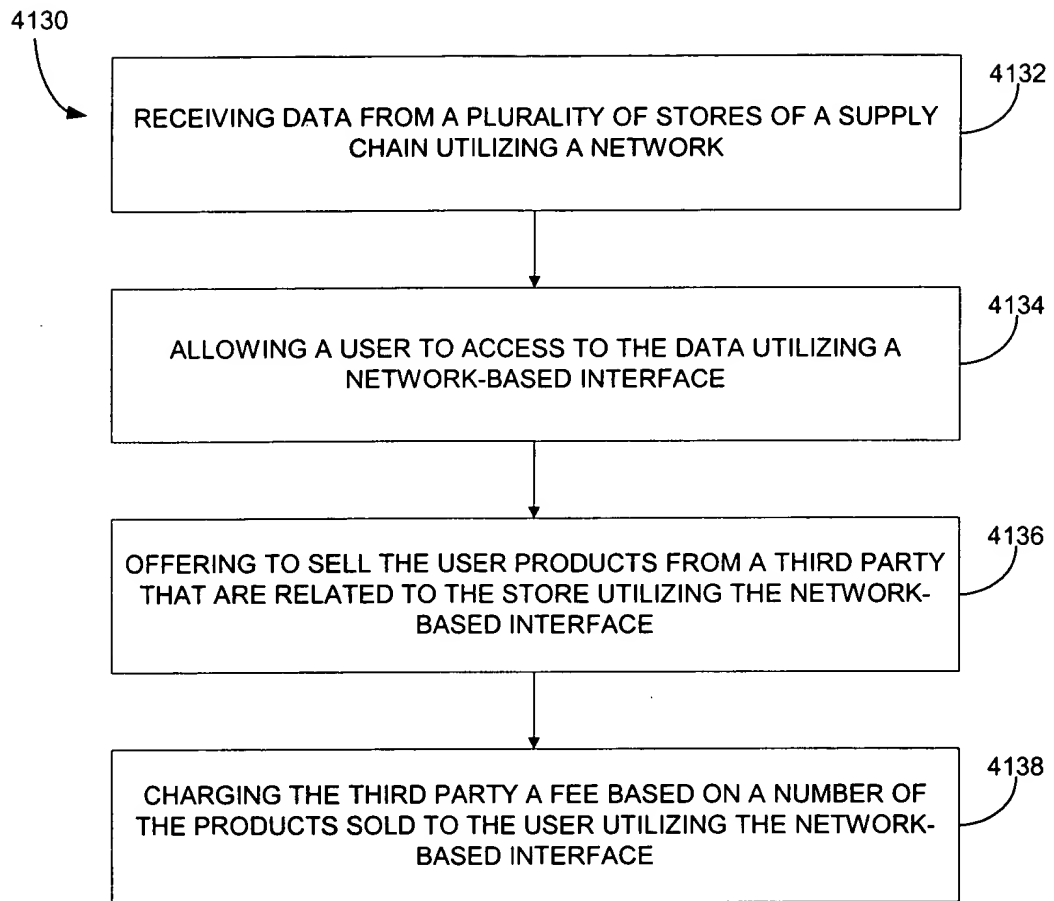 4130
4132
RECEIVING DATA FROM A PLURALITY OF STORES OF A SUPPLY
CHAIN UTILIZING A NETWORK
4134
ALLOWING A USER TO ACCESS TO THE DATA UTILIZING A
NETWORK-BASED INTERFACE
4136
OFFERING TO SELL THE USER PRODUCTS FROM A THIRD PARTY
THAT ARE RELATED TO THE STORE UTILIZING THE NETWORK-
BASED INTERFACE
4138
CHARGING THE THIRD PARTY A FEE BASED ON A NUMBER OF
THE PRODUCTS SOLD TO THE USER UTILIZING THE NETWORK-
BASED INTERFACE